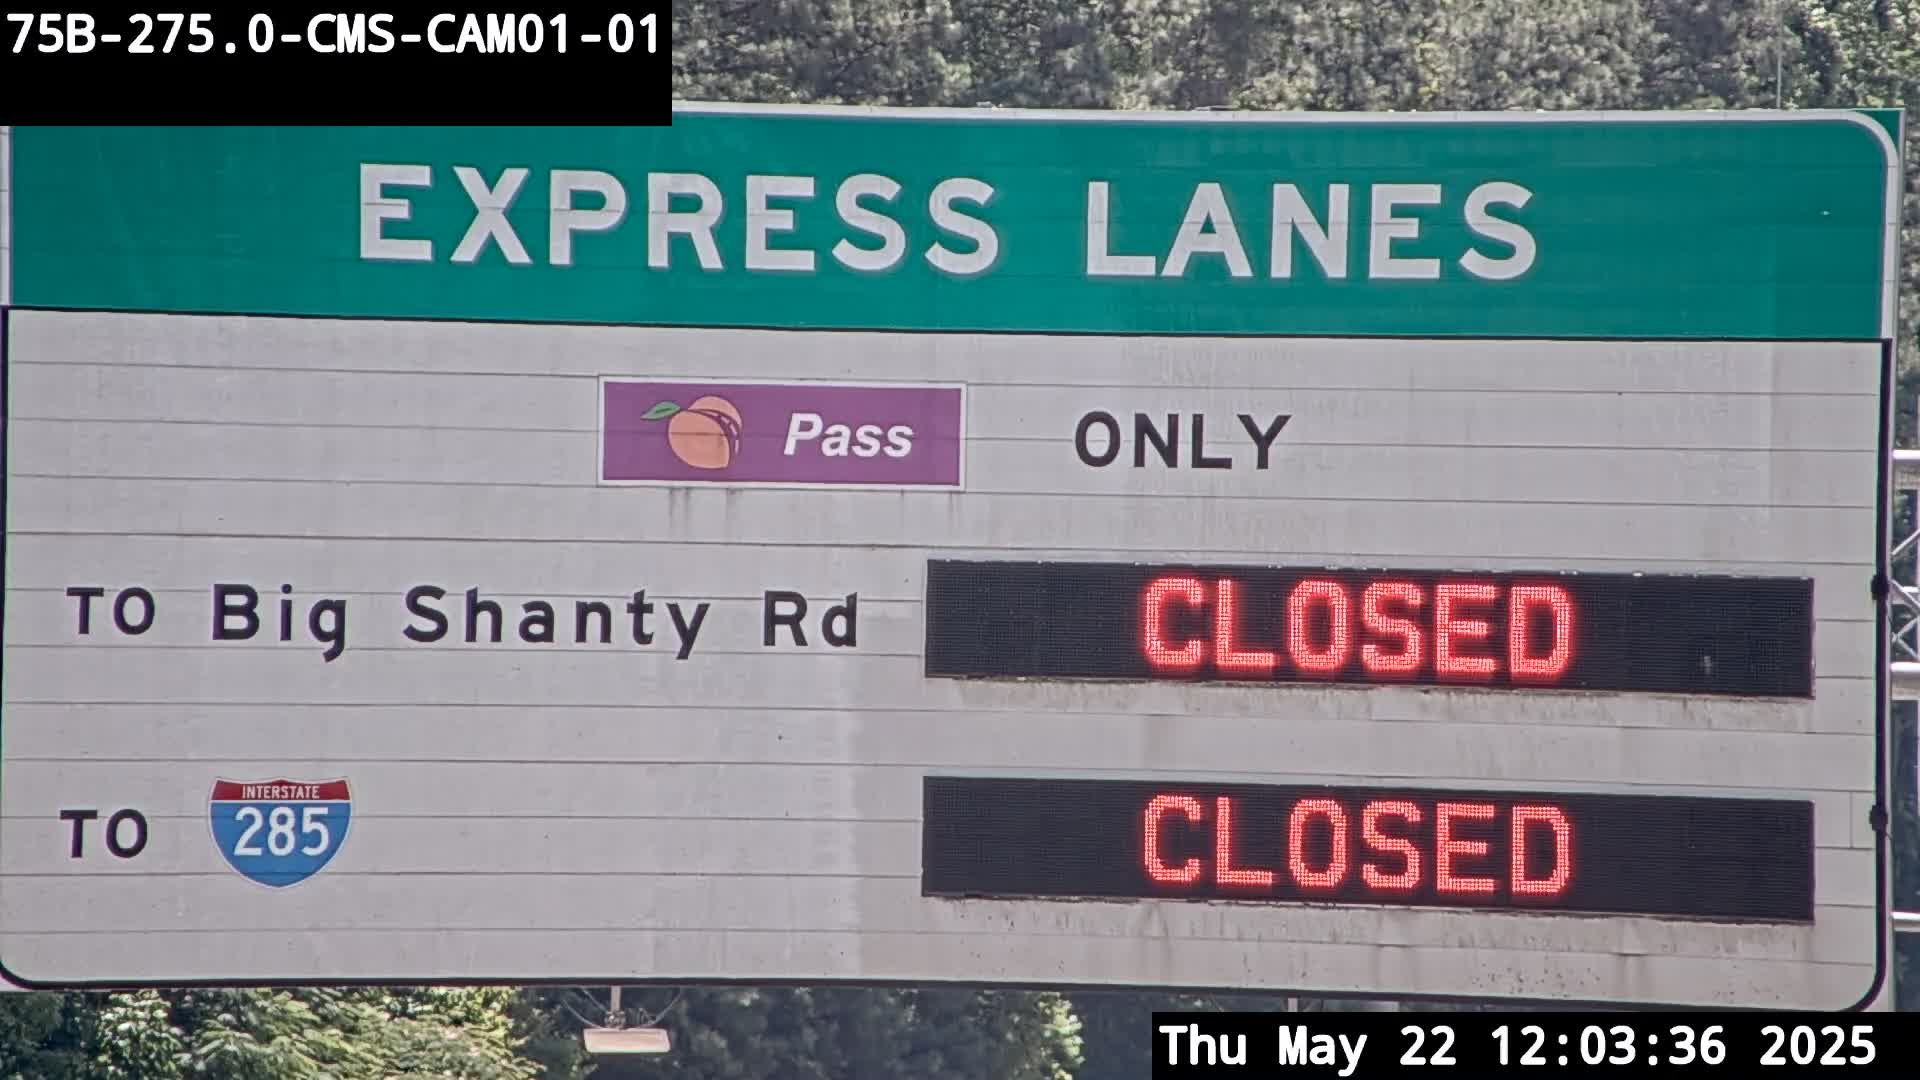 75B-275.0-CMS-CAM01-01
EXPRESS LANES
Pass ONLY
TO Big Shanty Rd CLOSED
TO INTERSTATE 285 CLOSED
Thu May 22 12:03:36 2025